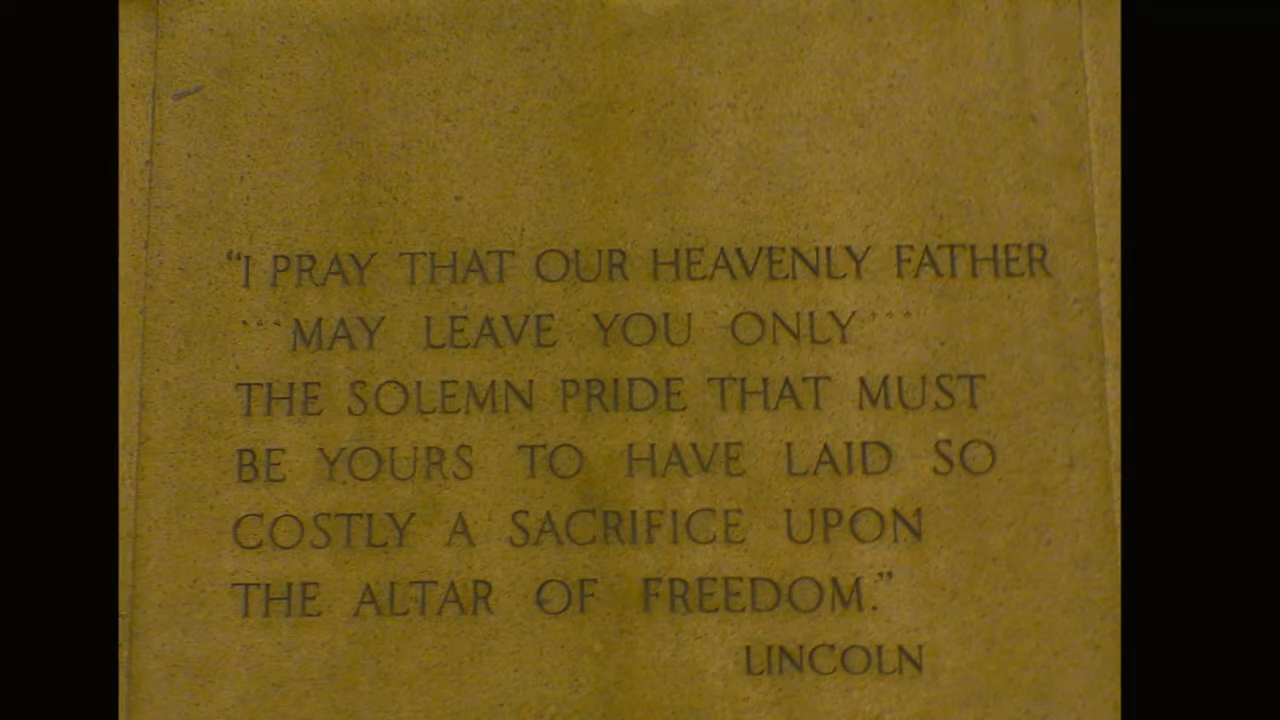 “I PRAY THAT OUR HEAVENLY FATHER
···MAY LEAVE YOU ONLY···
THE SOLEMN PRIDE THAT MUST
BE YOURS TO HAVE LAID SO
COSTLY A SACRIFICE UPON
THE ALTAR OF FREEDOM.”
LINCOLN